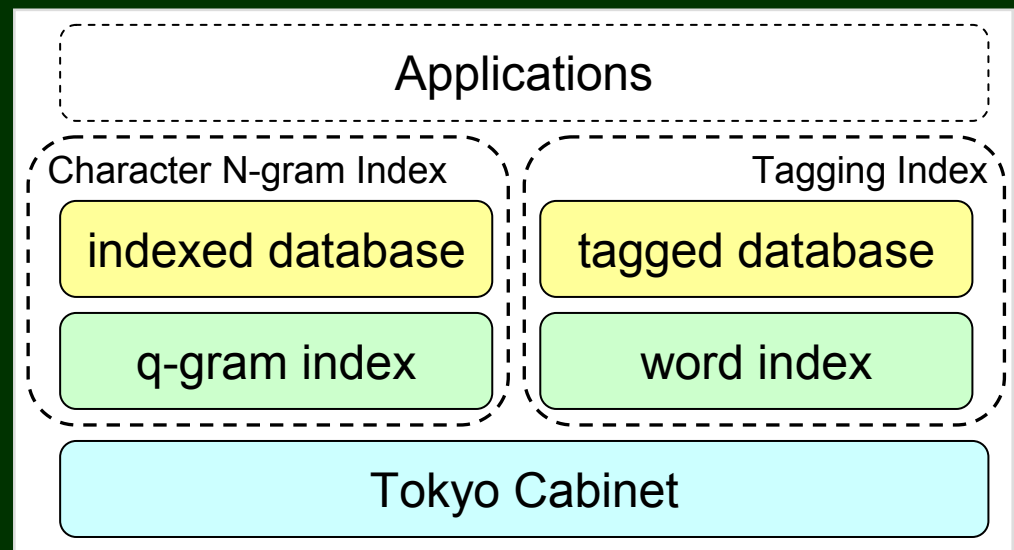 Applications
Character N-gram Index
Tagging Index
indexed database
tagged database
q-gram index
word index
Tokyo Cabinet